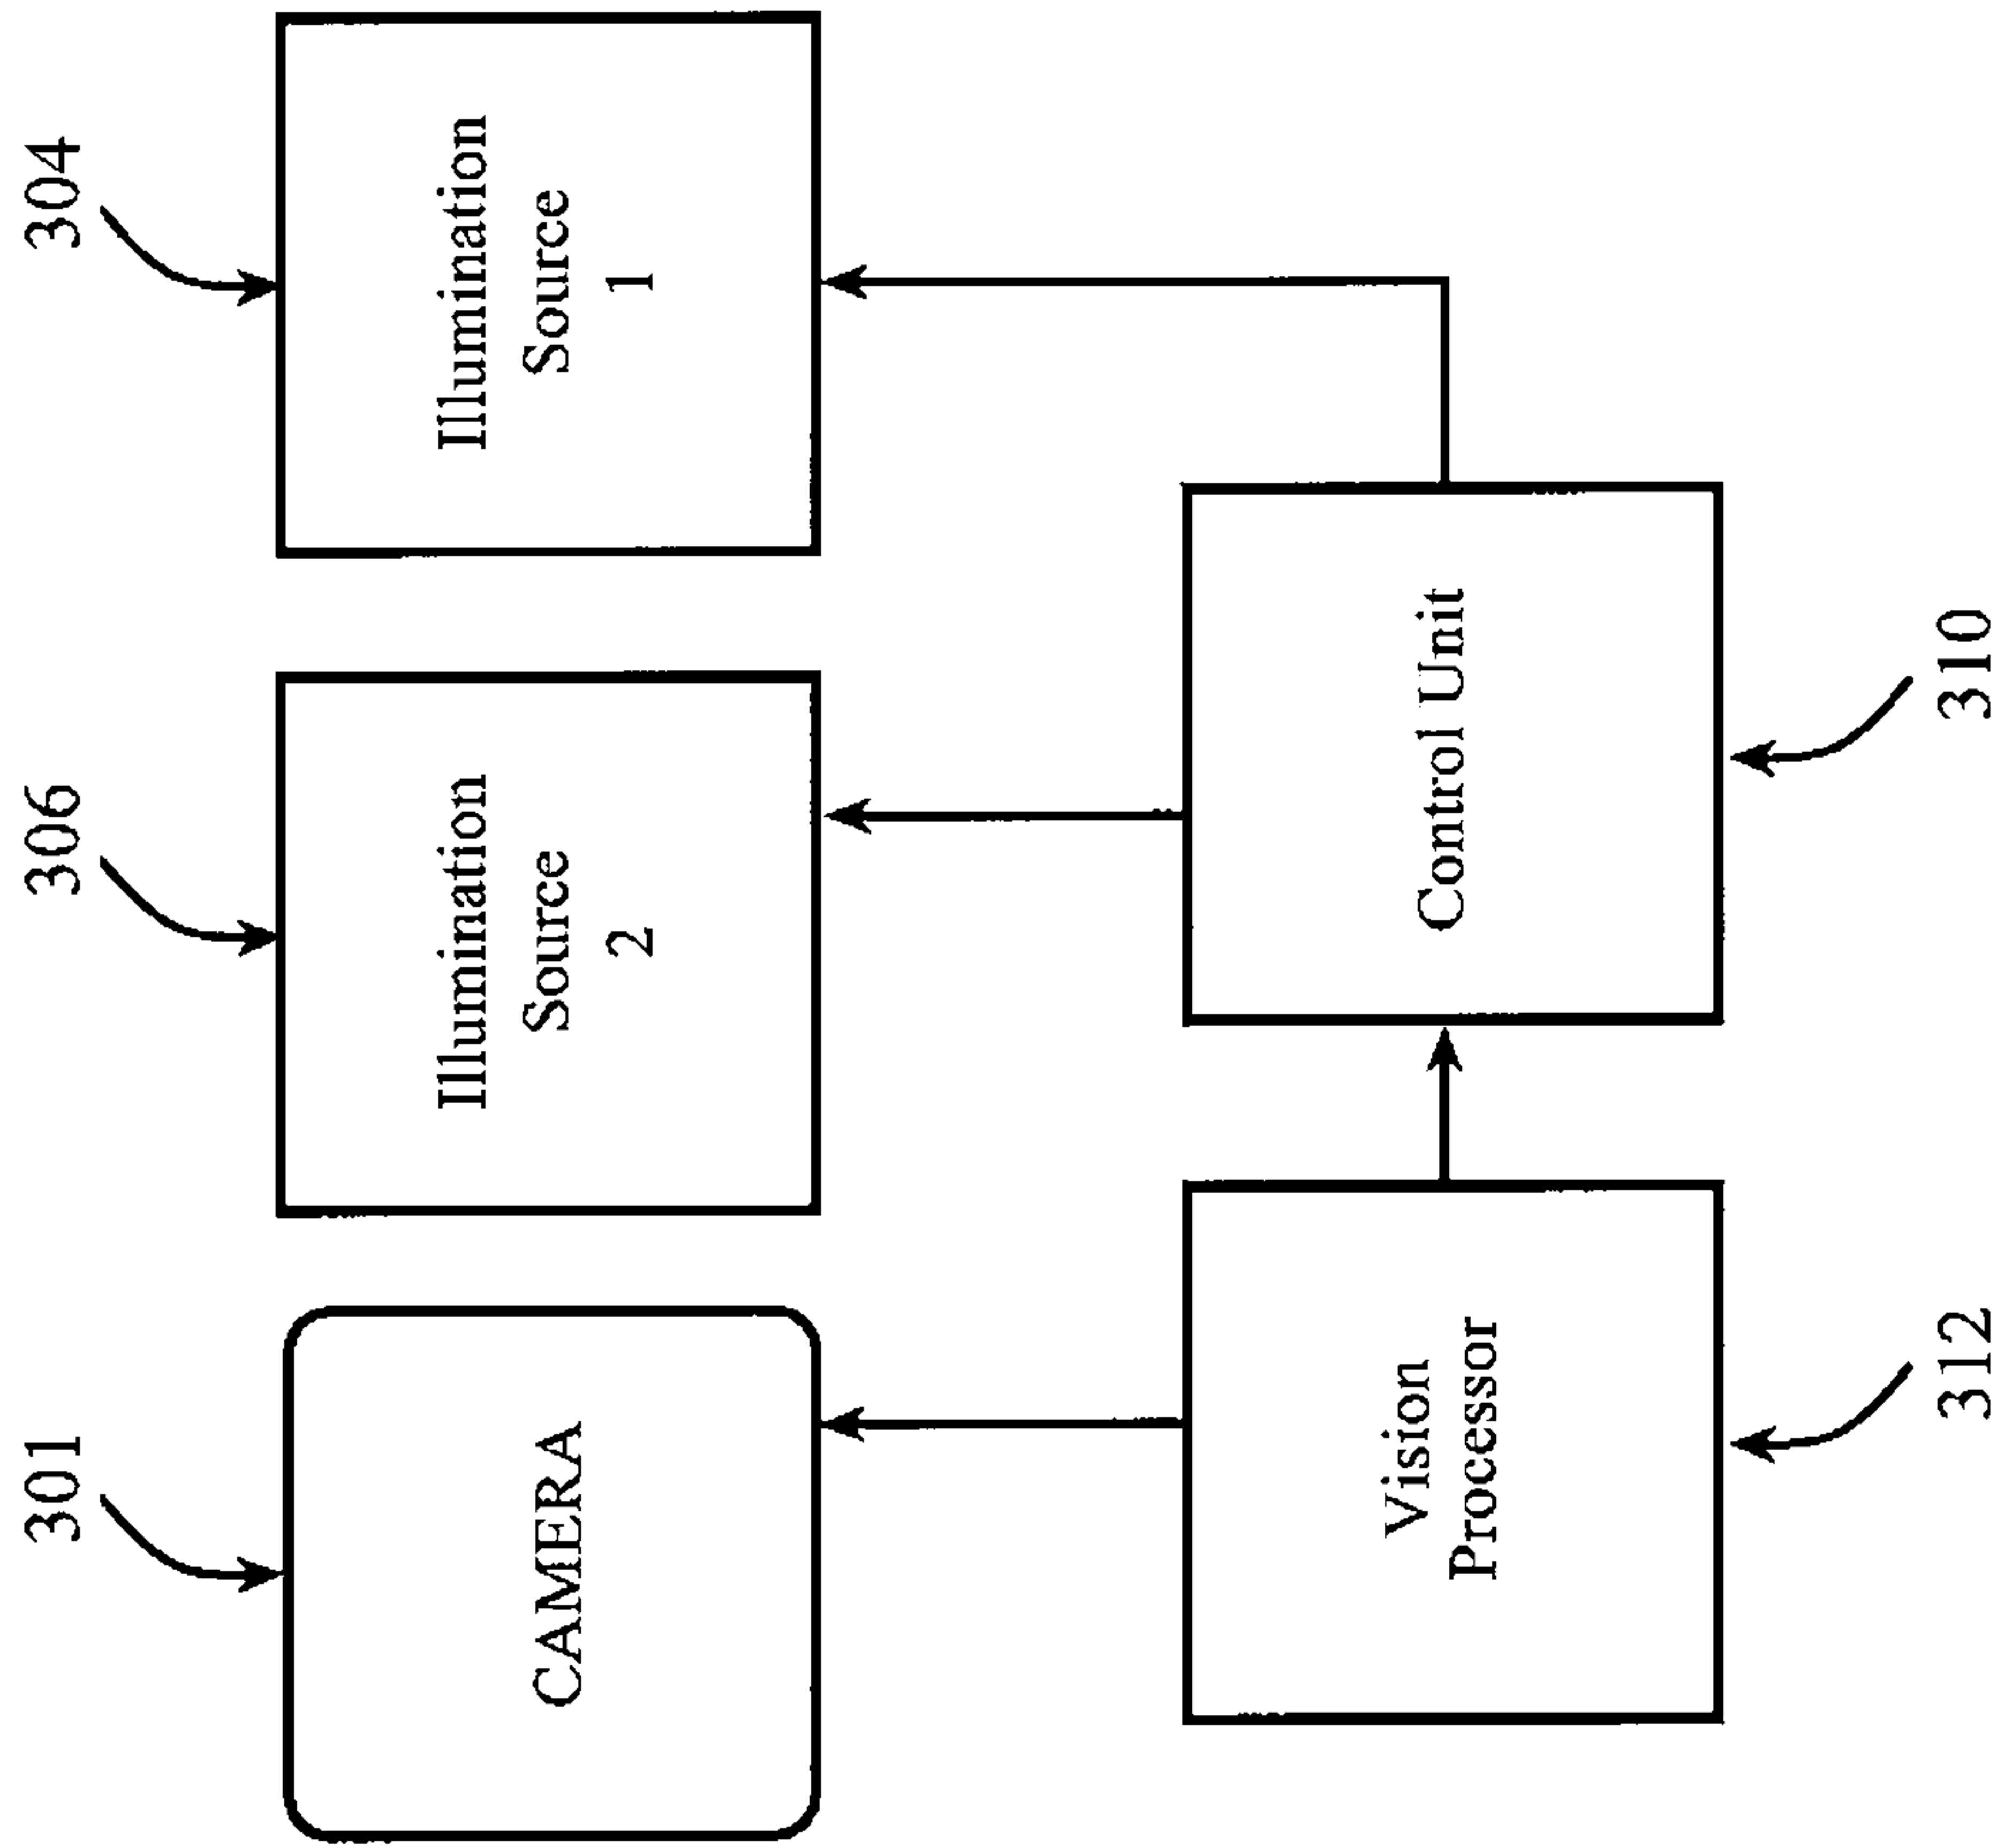 301
306
304
CAMERA
Illumination
Source
2
Illumination
Source
1
Vision
Processor
Control Unit
312
310